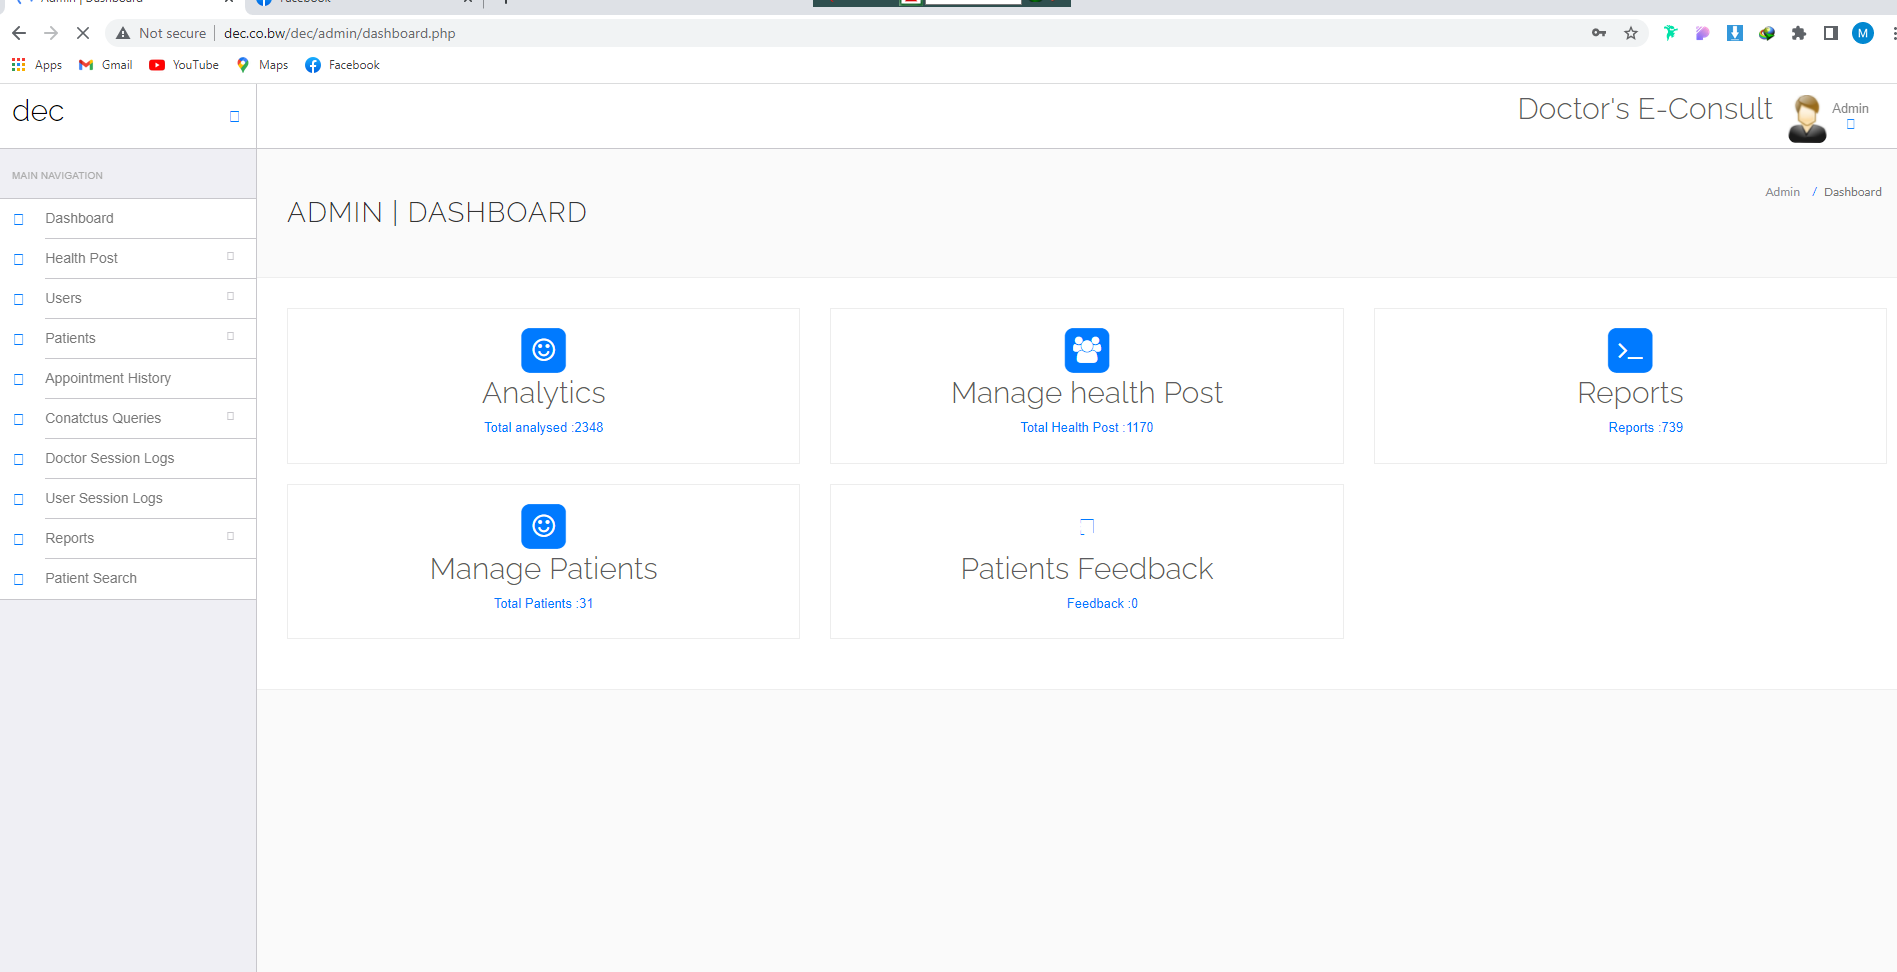 Admin | Dashboard
Facebook
Not secure
dec.co.bw/dec/admin/dashboard.php
M
Apps
Gmail
YouTube
Maps
Facebook
dec
Doctor's E-Consult
Admin
MAIN NAVIGATION
Dashboard
Health Post
Users
Patients
Appointment History
Conatctus Queries
Doctor Session Logs
User Session Logs
Reports
Patient Search
ADMIN | DASHBOARD
Admin / Dashboard
Analytics
Total analysed :2348
Manage health Post
Total Health Post :1170
Reports
Reports :739
Manage Patients
Total Patients :31
Patients Feedback
Feedback :0